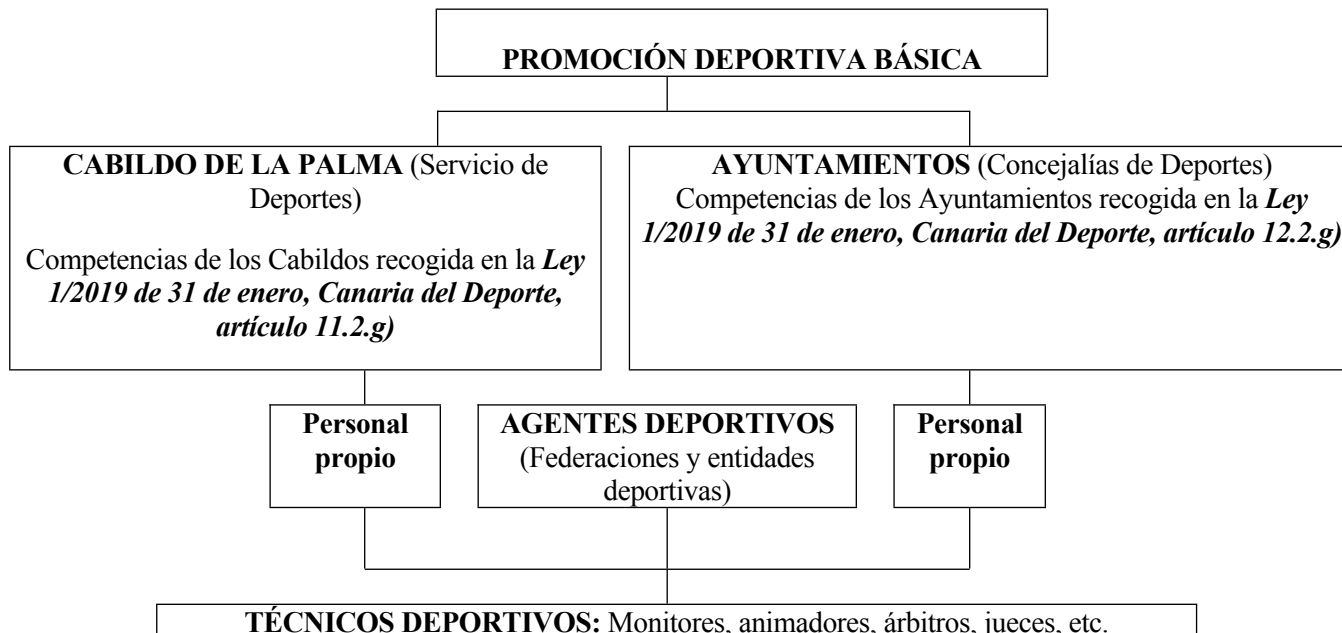 PROMOCIÓN DEPORTIVA BÁSICA
CABILDO DE LA PALMA (Servicio de
Deportes)
Competencias de los Cabildos recogida en la Ley
1/2019 de 31 de enero, Canaria del Deporte,
artículo 11.2.g)
AYUNTAMIENTOS (Concejalías de Deportes)
Competencias de los Ayuntamientos recogida en la Ley
1/2019 de 31 de enero, Canaria del Deporte, artículo 12.2.g)
Personal
propio
AGENTES DEPORTIVOS
(Federaciones y entidades
deportivas)
Personal
propio
TÉCNICOS DEPORTIVOS: Monitores, animadores, árbitros, jueces, etc.